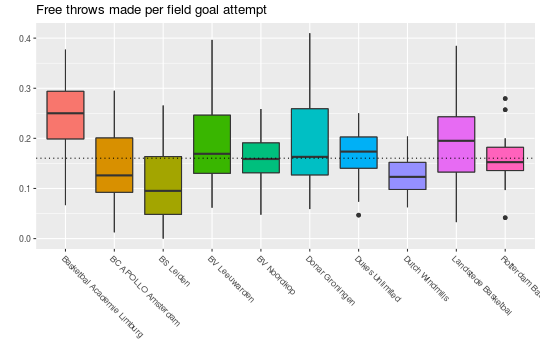 Free throws made per field goal attempt
0.4
0.3
0.2
0.1
0.0
Basketbal Academie Limburg
BC APOLLO Amsterdam
BS Leiden
BV Leeuwarden
BV Noordkop
Donar Groningen
Dukes Unlimited
Dutch Windmills
Landstede Basketbal
Rotterdam Bas